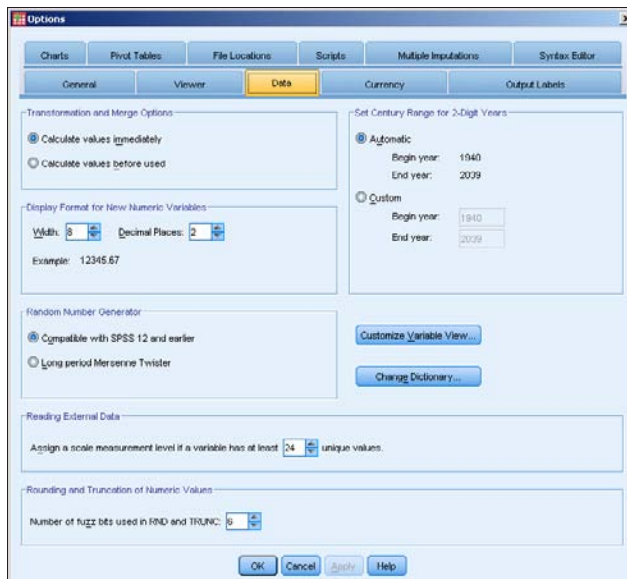 Options
Charts Pivot Tables File Locations Scripts Multiple Imputations Syntax Editor
General Viewer Data Currency Output Labels
Transformation and Merge Options
Calculate values immediately
Calculate values before used
Set Century Range for 2-Digit Years
Automatic
Begin year: 1940
End year: 2039
Custom
Begin year: 1940
End year: 2039
Display Format for New Numeric Variables
Width: 8 Decimal Places: 2
Example: 12345.67
Random Number Generator
Compatible with SPSS 12 and earlier
Long period Mersenne Twister
Customize Variable View...
Change Dictionary...
Reading External Data
Assign a scale measurement level if a variable has at least 24 unique values.
Rounding and Truncation of Numeric Values
Number of fuzz bits used in RND and TRUNC: 6
OK Cancel Apply Help